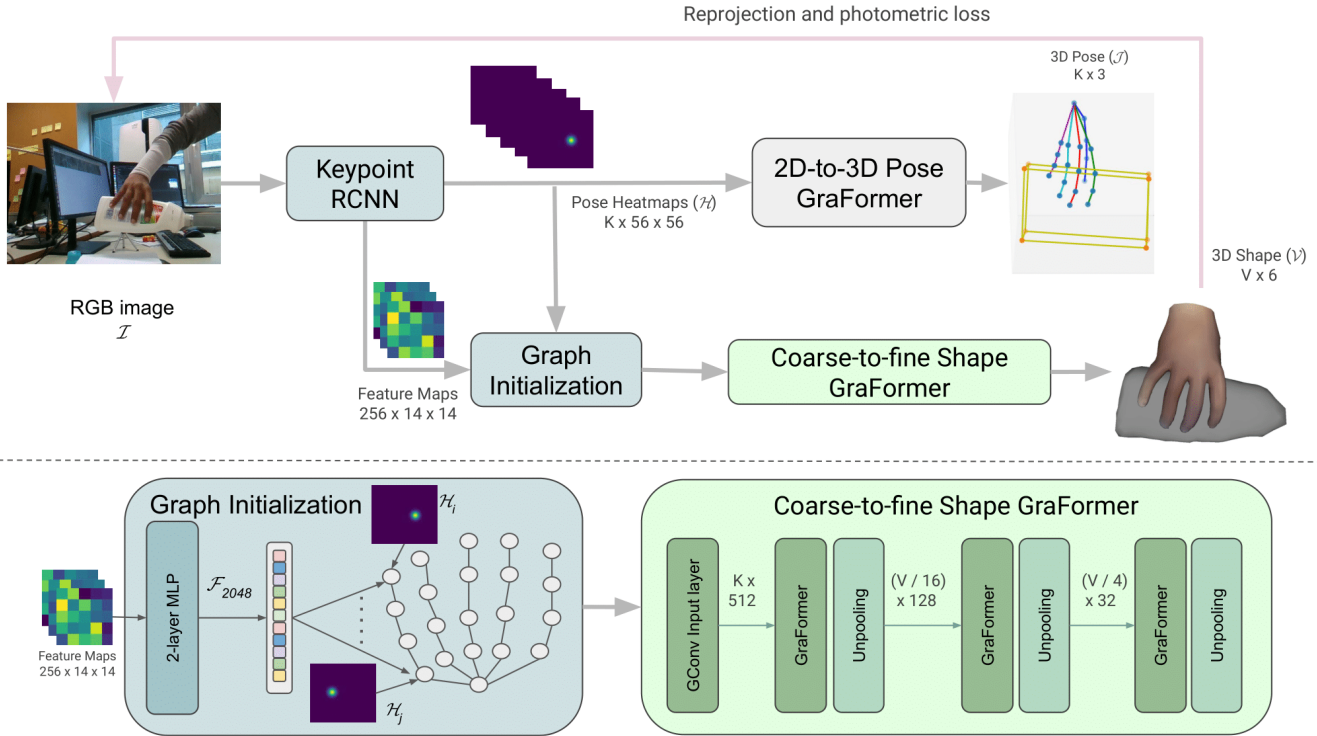 Reprojection and photometric loss
3D Pose (𝒥)
K x 3
Keypoint
RCNN
2D-to-3D Pose
GraFormer
Pose Heatmaps (ℋ)
K x 56 x 56
3D Shape (𝒱)
V x 6
RGB image
ℐ
Graph
Initialization
Coarse-to-fine Shape
GraFormer
Feature Maps
256 x 14 x 14
Graph Initialization
ℋi
Coarse-to-fine Shape GraFormer
2-layer MLP
ℱ2048
Feature Maps
256 x 14 x 14
ℋj
GConv Input layer
K x
512
GraFormer
Unpooling
(V / 16)
x 128
GraFormer
Unpooling
(V / 4)
x 32
GraFormer
Unpooling